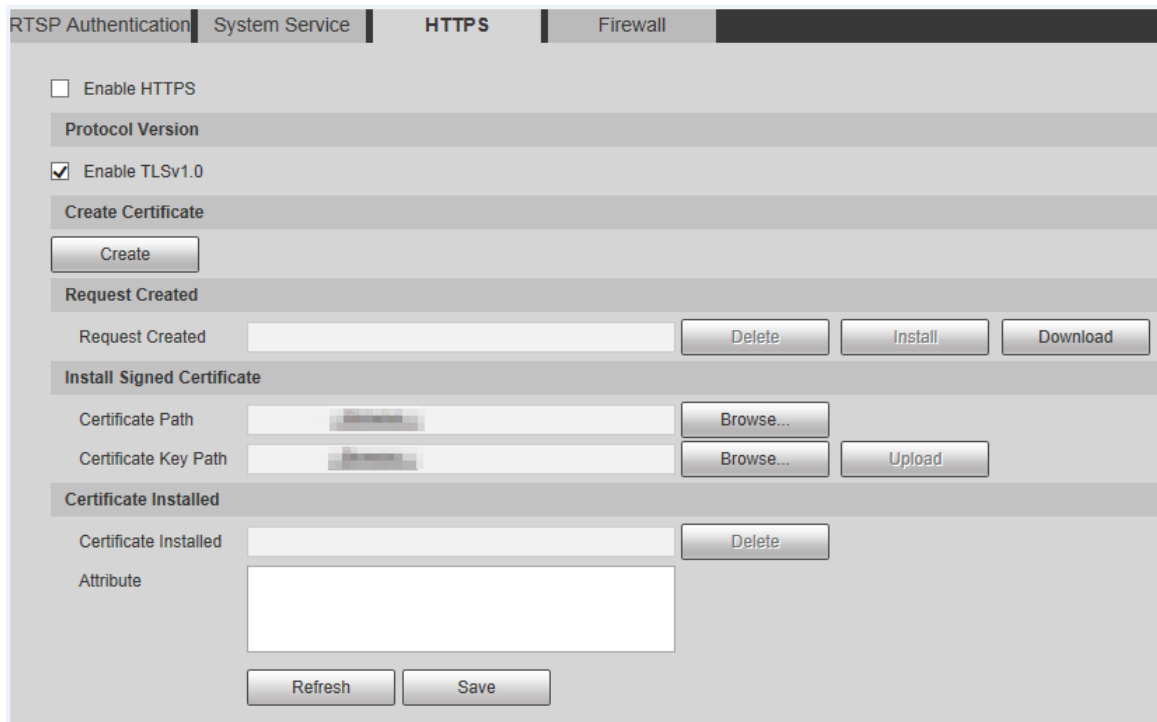 RTSP Authentication System Service HTTPS Firewall
Enable HTTPS
Protocol Version
Enable TLSv1.0
Create Certificate
Create
Request Created
Request Created Delete Install Download
Install Signed Certificate
Certificate Path Browse...
Certificate Key Path Browse... Upload
Certificate Installed
Certificate Installed Delete
Attribute
Refresh Save